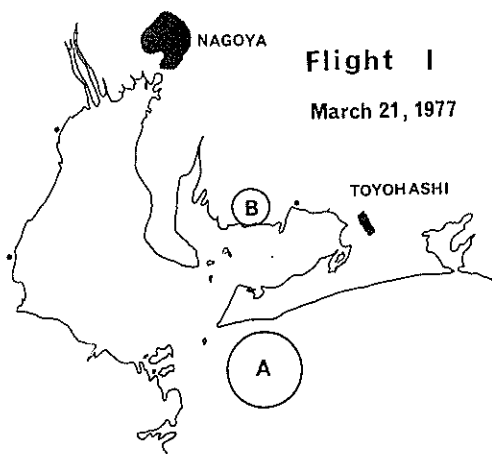 NAGOYA
Flight I
March 21, 1977
TOYOHASHI
B
A